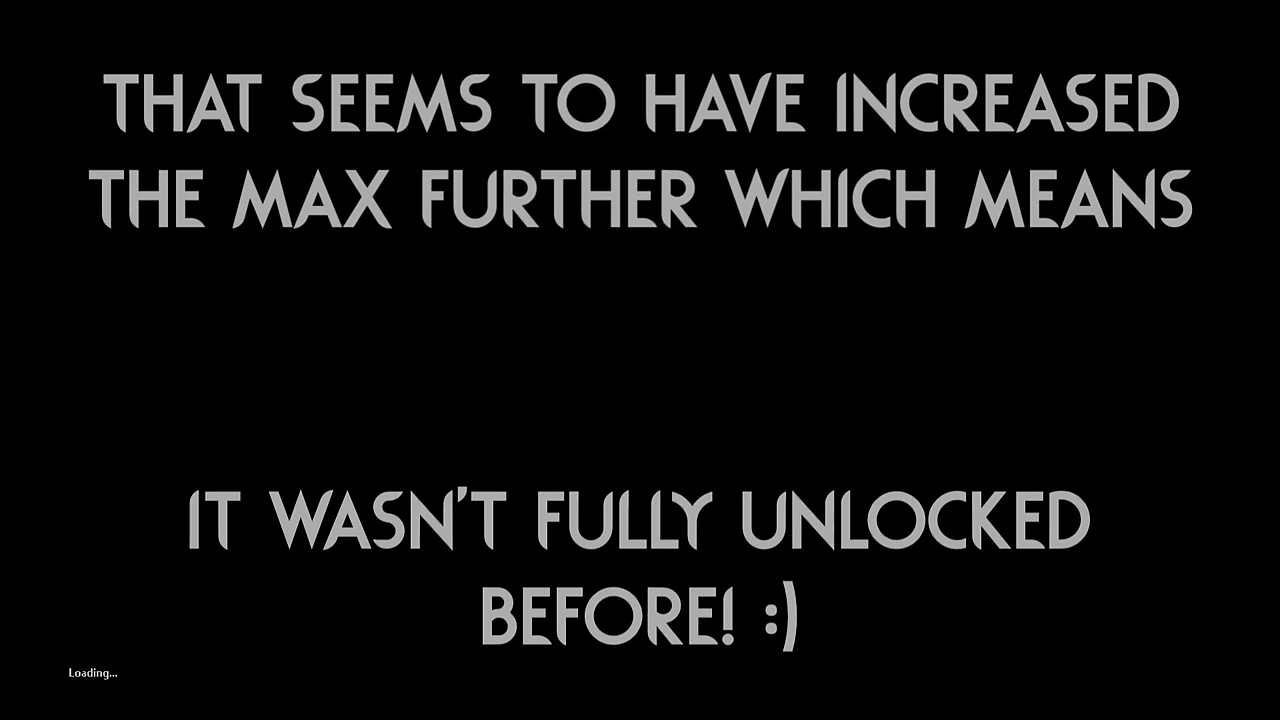 THAT SEEMS TO HAVE INCREASED
THE MAX FURTHER WHICH MEANS
IT WASN'T FULLY UNLOCKED
BEFORE! :)
Loading...